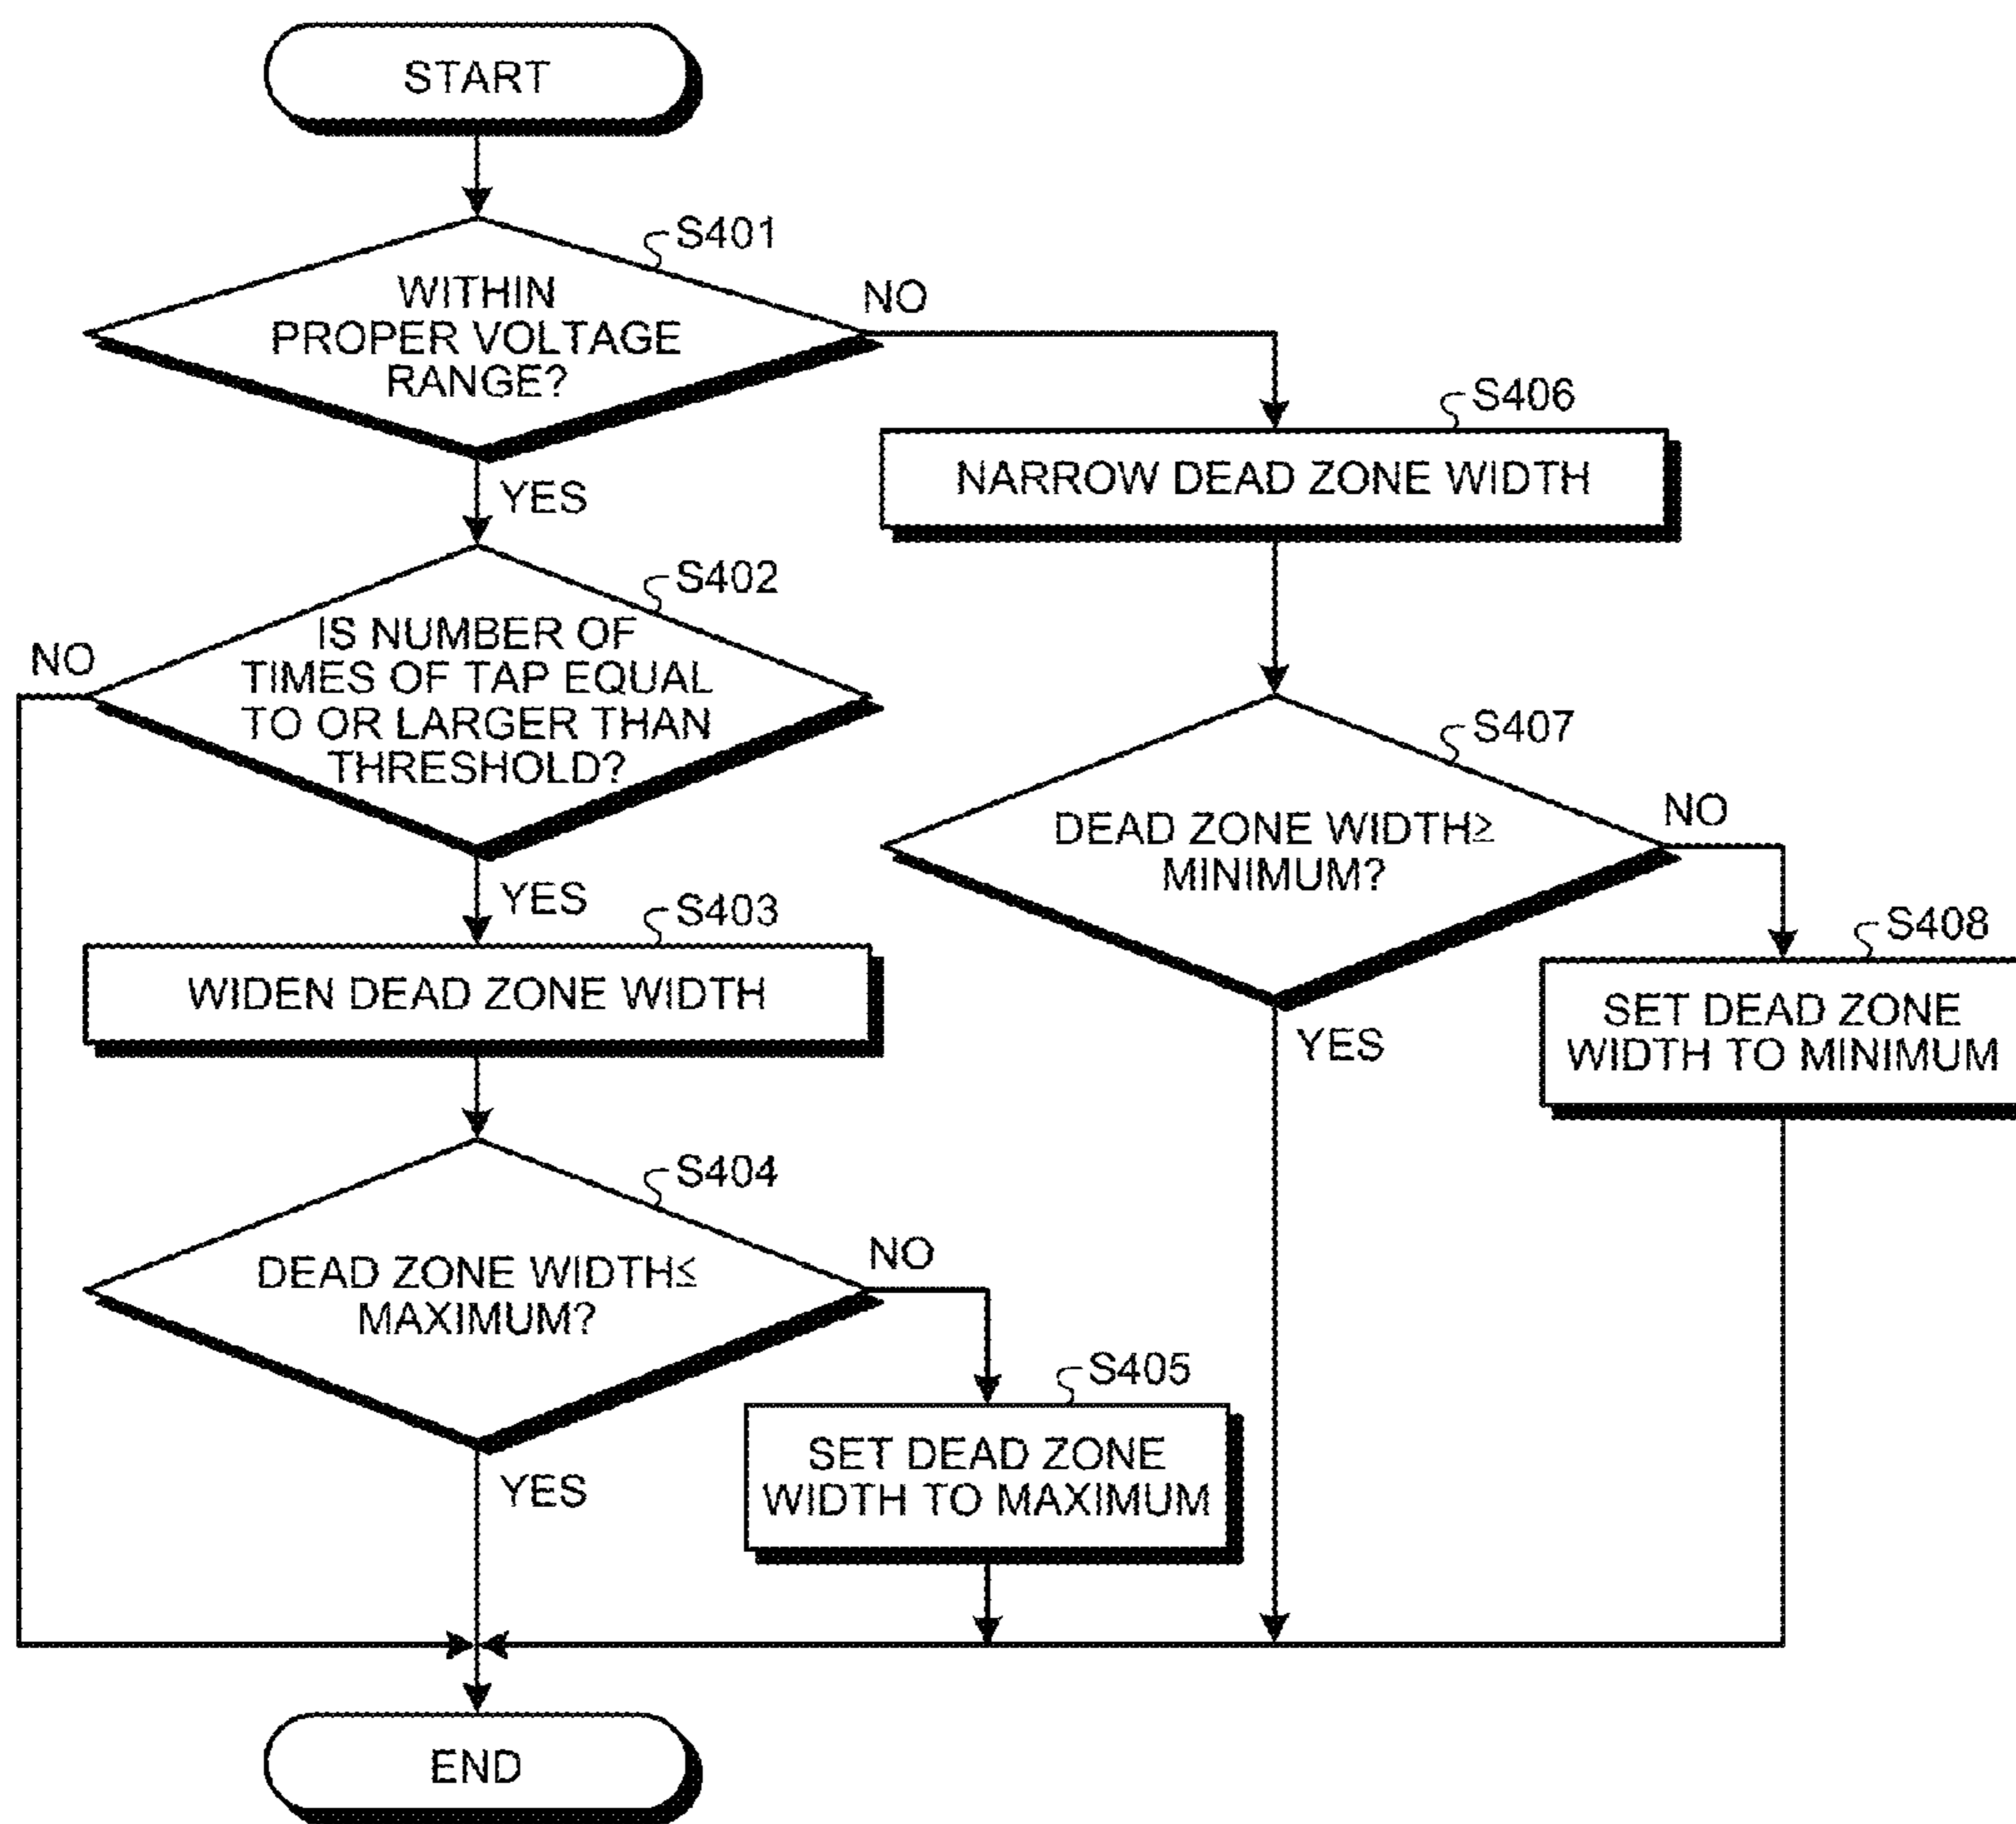 START
S401
WITHIN
PROPER VOLTAGE
RANGE?
NO
YES
S402
IS NUMBER OF
TIMES OF TAP EQUAL
TO OR LARGER THAN
THRESHOLD?
NO
YES
S403
WIDEN DEAD ZONE WIDTH
S404
DEAD ZONE WIDTH≤
MAXIMUM?
NO
YES
S405
SET DEAD ZONE
WIDTH TO MAXIMUM
S406
NARROW DEAD ZONE WIDTH
S407
DEAD ZONE WIDTH≥
MINIMUM?
NO
YES
S408
SET DEAD ZONE
WIDTH TO MINIMUM
END